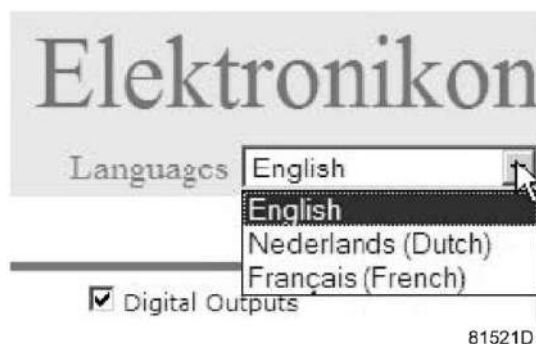 Elektronikon
Languages English
English
Nederlands (Dutch)
Français (French)
Digital Outputs
81521D